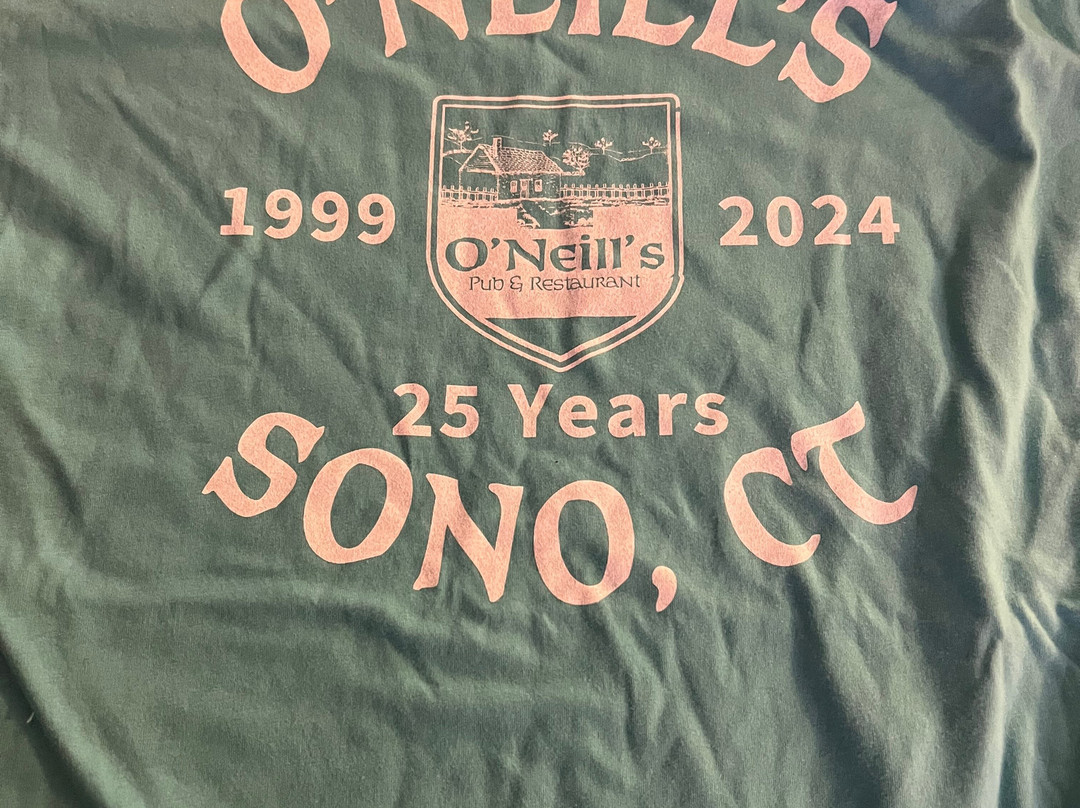 O'NEILL'S
1999
2024
O'Neill's
Pub & Restaurant
25 Years
SONO, CT